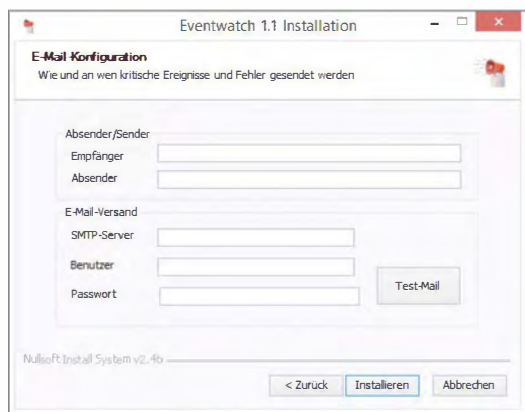 Eventwatch 1.1 Installation
E-Mail-Konfiguration
Wie und an wen kritische Ereignisse und Fehler gesendet werden
Absender/Sender
Empfänger
Absender
E-Mail-Versand
SMTP-Server
Benutzer
Passwort
Test-Mail
Nullsoft Install System v2.46
< Zurück
Installieren
Abbrechen